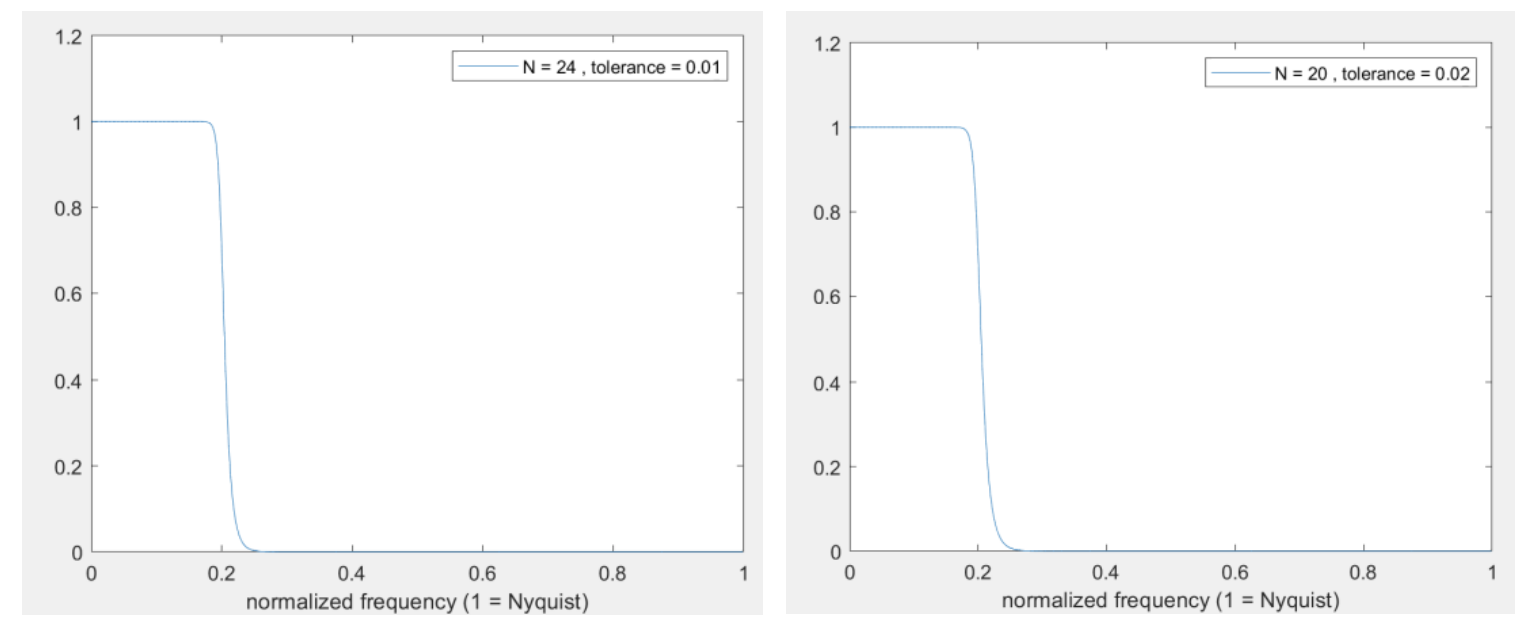 1.2
N = 24 , tolerance = 0.01
1
0.8
0.6
0.4
0.2
0
0 0.2 0.4 0.6 0.8 1
normalized frequency (1 = Nyquist)
1.2
N = 20 , tolerance = 0.02
1
0.8
0.6
0.4
0.2
0
0 0.2 0.4 0.6 0.8 1
normalized frequency (1 = Nyquist)